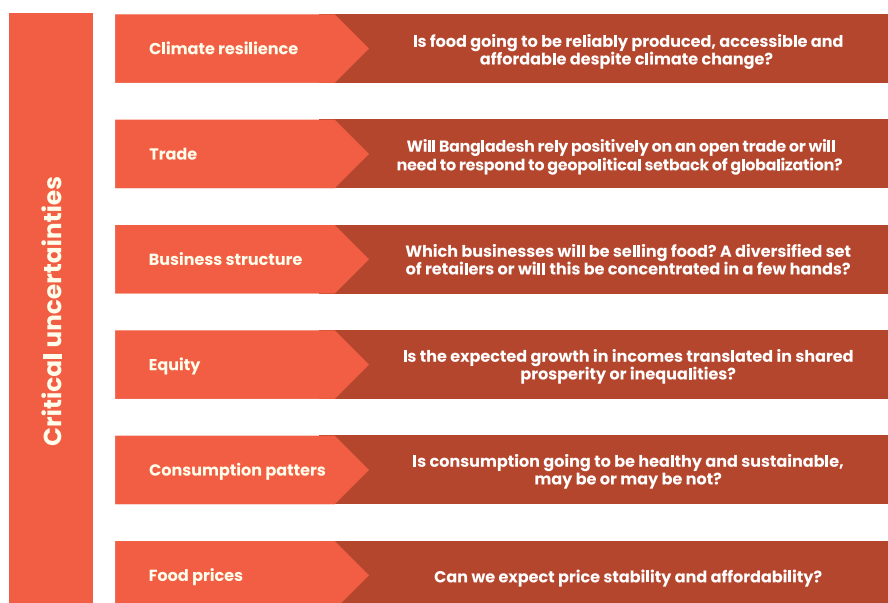 Critical uncertainties
Climate resilience
Is food going to be reliably produced, accessible and
affordable despite climate change?
Trade
Will Bangladesh rely positively on an open trade or will
need to respond to geopolitical setback of globalization?
Business structure
Which businesses will be selling food? A diversified set
of retailers or will this be concentrated in a few hands?
Equity
Is the expected growth in incomes translated in shared
prosperity or inequalities?
Consumption patters
Is consumption going to be healthy and sustainable,
may be or may be not?
Food prices
Can we expect price stability and affordability?